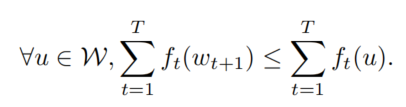 ∀u ∈ 𝒲, ∑_{t=1}^{T} f_t(w_{t+1}) ≤ ∑_{t=1}^{T} f_t(u).